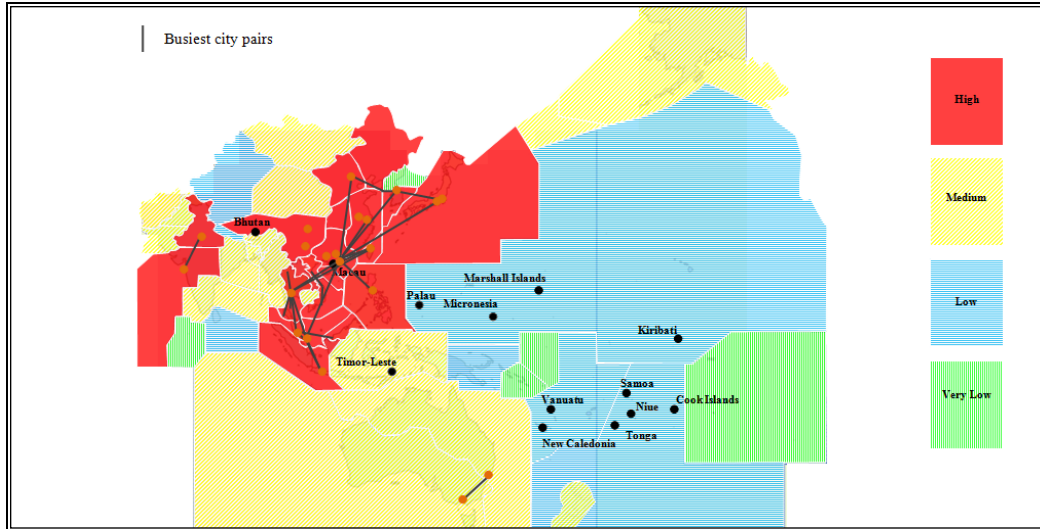 Busiest city pairs
High
Medium
Bhutan
Macau
Marshall Islands
Palau
Micronesia
Low
Kiribati
Timor-Leste
Samoa
Vanuatu
Niue
Cook Islands
Very Low
New Caledonia
Tonga